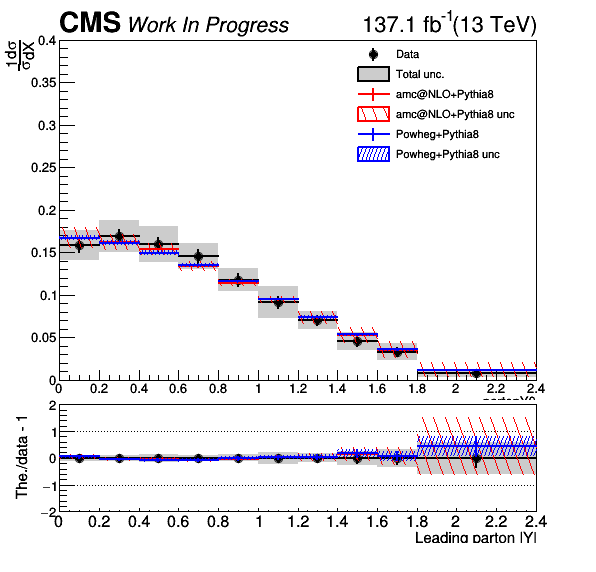 CMS Work In Progress 137.1 fb⁻¹(13 TeV)
1 dσ
σ dX
0.4
0.35
0.3
0.25
0.2
0.15
0.1
0.05
0
Data
Total unc.
amc@NLO+Pythia8
amc@NLO+Pythia8 unc
Powheg+Pythia8
Powheg+Pythia8 unc
0 0.2 0.4 0.6 0.8 1 1.2 1.4 1.6 1.8 2 2.2 2.4
The./data - 1
2
1
0
−1
−2
0 0.2 0.4 0.6 0.8 1 1.2 1.4 1.6 1.8 2 2.2 2.4
Leading parton |Y|